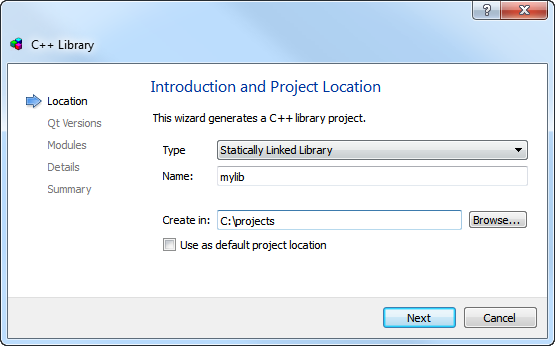 C++ Library
Location
Qt Versions
Modules
Details
Summary
Introduction and Project Location
This wizard generates a C++ library project.
Type Statically Linked Library
Name: mylib
Create in: C:\projects Browse...
Use as default project location
Next Cancel